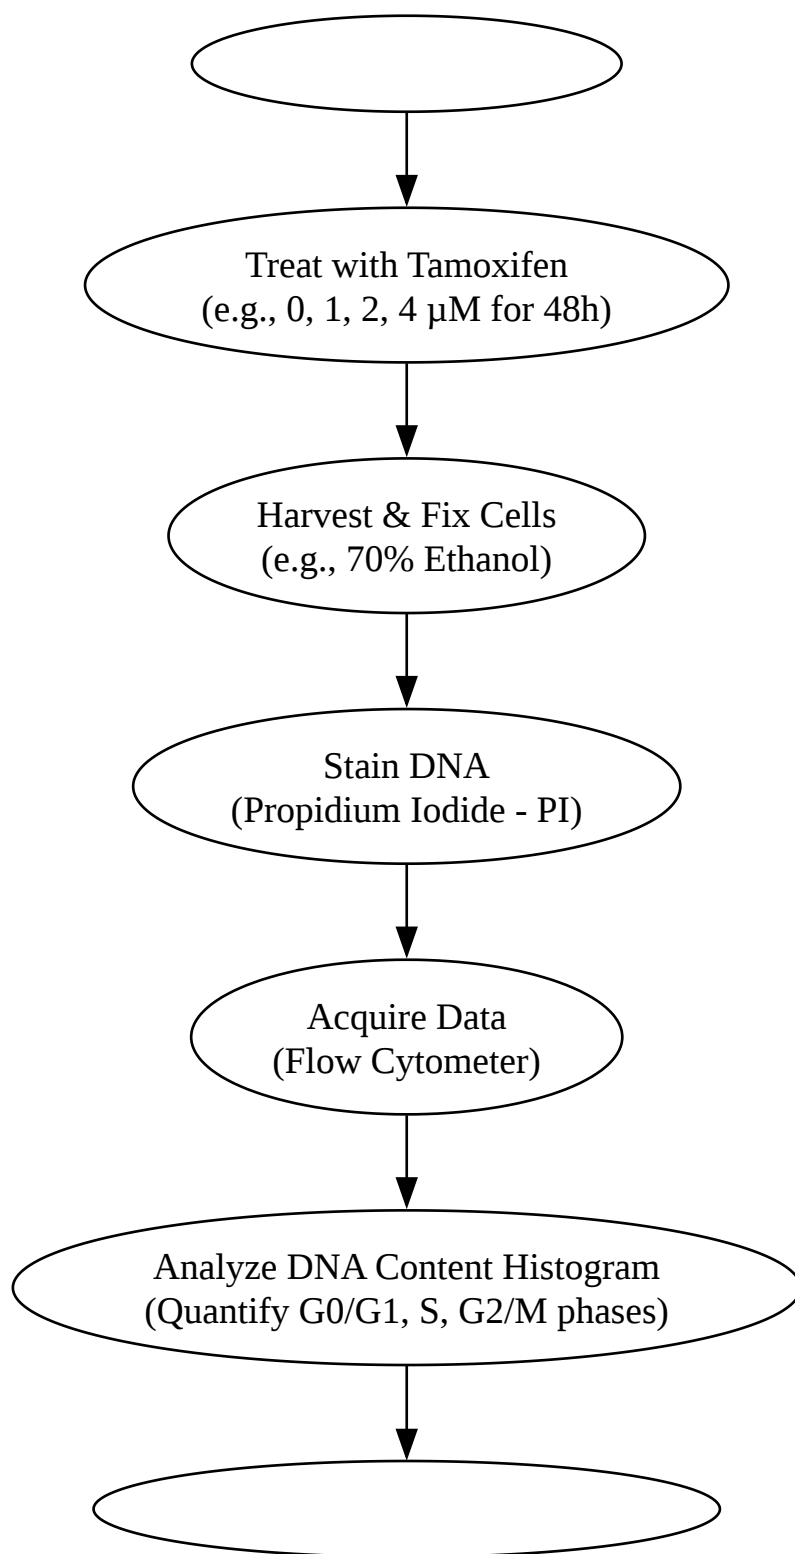 Treat with Tamoxifen
(e.g., 0, 1, 2, 4 µM for 48h)
Harvest & Fix Cells
(e.g., 70% Ethanol)
Stain DNA
(Propidium Iodide - PI)
Acquire Data
(Flow Cytometer)
Analyze DNA Content Histogram
(Quantify G0/G1, S, G2/M phases)